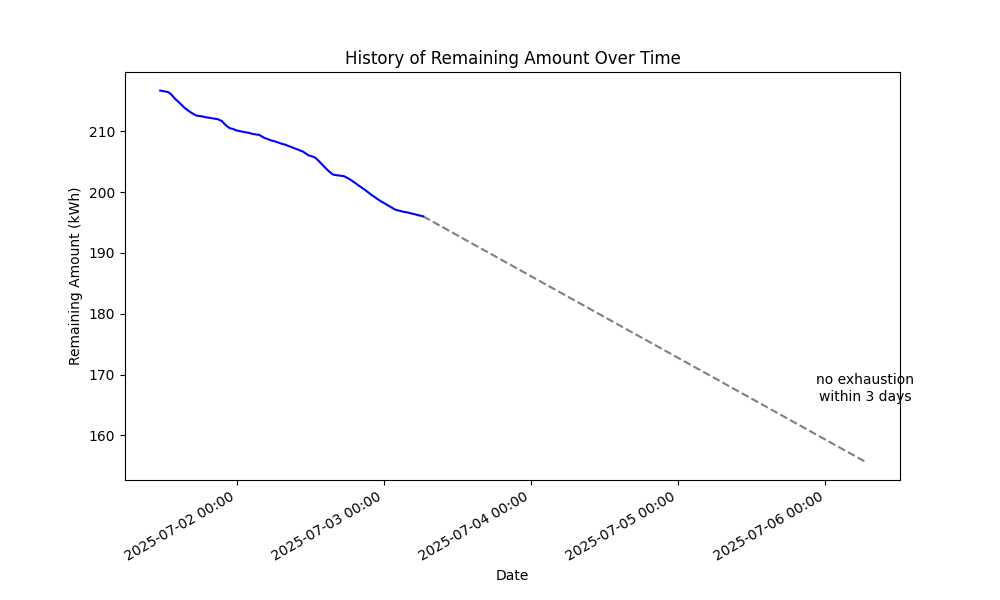 History of Remaining Amount Over Time
Remaining Amount (kWh)
210
200
190
180
170
160
no exhaustion
within 3 days
2025-07-02 00:00
2025-07-03 00:00
2025-07-04 00:00
2025-07-05 00:00
2025-07-06 00:00
Date